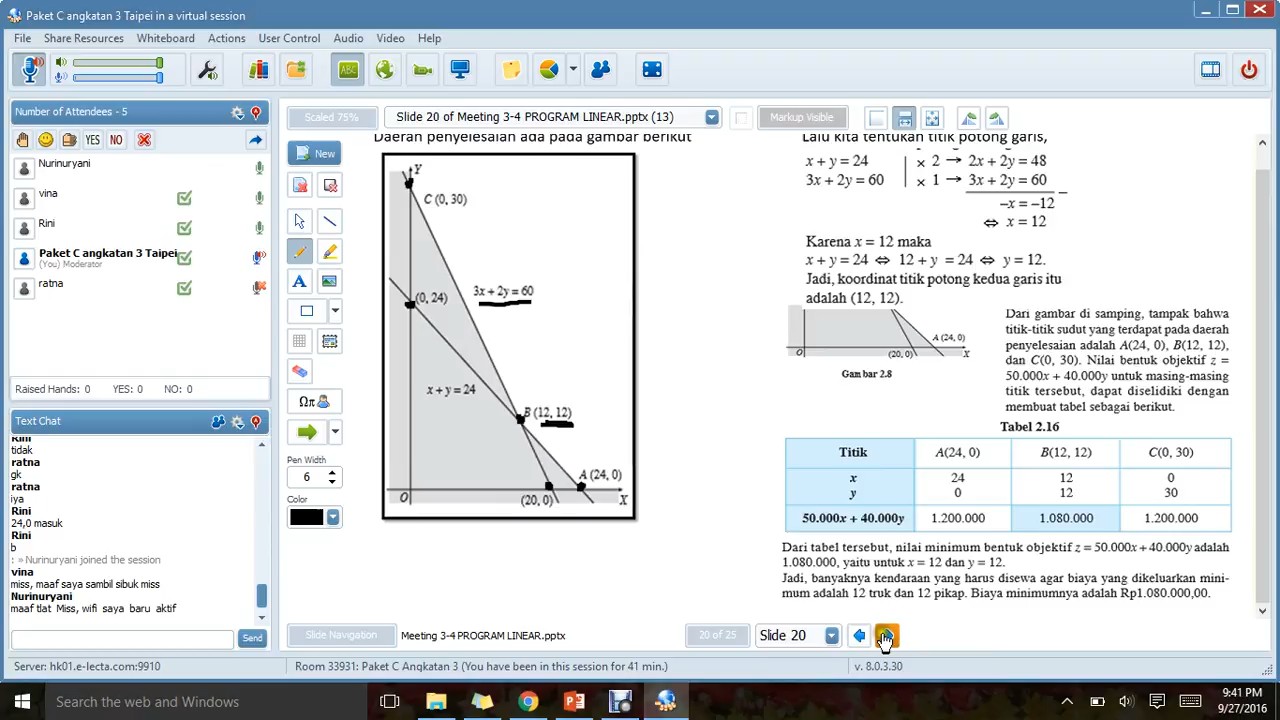 Paket C angkatan 3 Taipei in a virtual session
File Share Resources Whiteboard Actions User Control Audio Video Help
Number of Attendees - 5
YES NO
Nurinuryani
vina
Rini
Paket C angkatan 3 Taipei
(You) Moderator
ratna
Raised Hands: 0 YES: 0 NO: 0
Text Chat
Rini
tidak
ratna
gk
ratna
iya
Rini
24,0 masuk
Rini
b
: » Nurinuryani joined the session
vina
miss, maaf saya sambil sibuk miss
Nurinuryani
maaf tlat Miss, wifi saya baru aktif
Send
Scaled 75%
Slide 20 of Meeting 3-4 PROGRAM LINEAR.pptx (13)
Markup Visible
New
ABC
A
Ωπ
Pen Width
6
Color
Daerah penyelesaian ada pada gambar berikut
Y
C (0, 30)
(0, 24)
3x + 2y = 60
x + y = 24
B (12, 12)
A (24, 0)
O (20, 0) X
Lalu kita tentukan titik potong garis,
x + y = 24 × 2 → 2x + 2y = 48
3x + 2y = 60 × 1 → 3x + 2y = 60
–x = –12
⇔ x = 12
Karena x = 12 maka
x + y = 24 ⇔ 12 + y = 24 ⇔ y = 12.
Jadi, koordinat titik potong kedua garis itu
adalah (12, 12).
A (24, 0)
O (20, 0) X
Gambar 2.8
Dari gambar di samping, tampak bahwa
titik-titik sudut yang terdapat pada daerah
penyelesaian adalah A(24, 0), B(12, 12),
dan C(0, 30). Nilai bentuk objektif z =
50.000x + 40.000y untuk masing-masing
titik tersebut, dapat diselidiki dengan
membuat tabel sebagai berikut.
Tabel 2.16
Titik A(24, 0) B(12, 12) C(0, 30)
x 24 12 0
y 0 12 30
50.000x + 40.000y 1.200.000 1.080.000 1.200.000
Dari tabel tersebut, nilai minimum bentuk objektif z = 50.000x + 40.000y adalah
1.080.000, yaitu untuk x = 12 dan y = 12.
Jadi, banyaknya kendaraan yang harus disewa agar biaya yang dikeluarkan mini-
mum adalah 12 truk dan 12 pikap. Biaya minimumnya adalah Rp1.080.000,00.
Slide Navigation
Meeting 3-4 PROGRAM LINEAR.pptx
20 of 25
Slide 20
Server: hk01.e-lecta.com:9910
Room 33931: Paket C Angkatan 3 (You have been in this session for 41 min.)
v. 8.0.3.30
Search the web and Windows
9:41 PM
9/27/2016